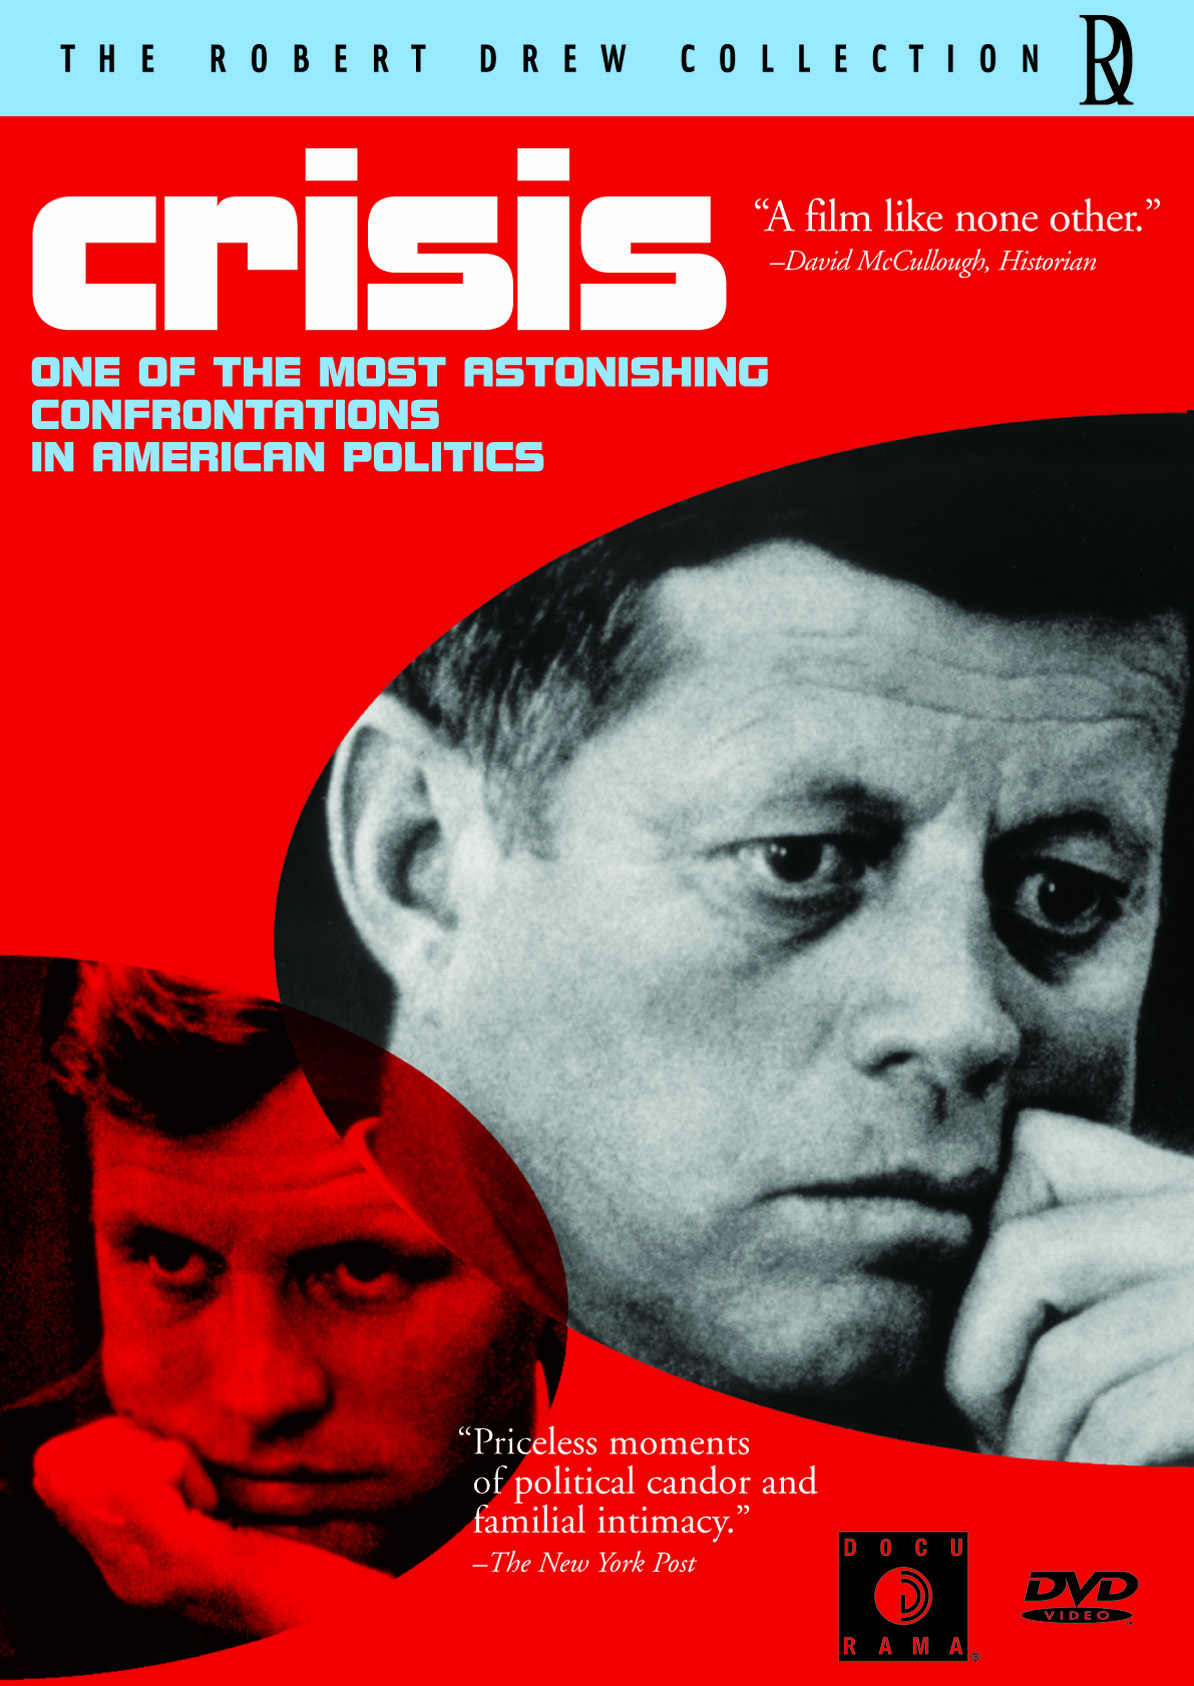 THE ROBERT DREW COLLECTION RD
crisis
“A film like none other.”
–David McCullough, Historian
ONE OF THE MOST ASTONISHING
CONFRONTATIONS
IN AMERICAN POLITICS
“Priceless moments
of political candor and
familial intimacy.”
–The New York Post
DOCU
RAMA®
DVD
VIDEO